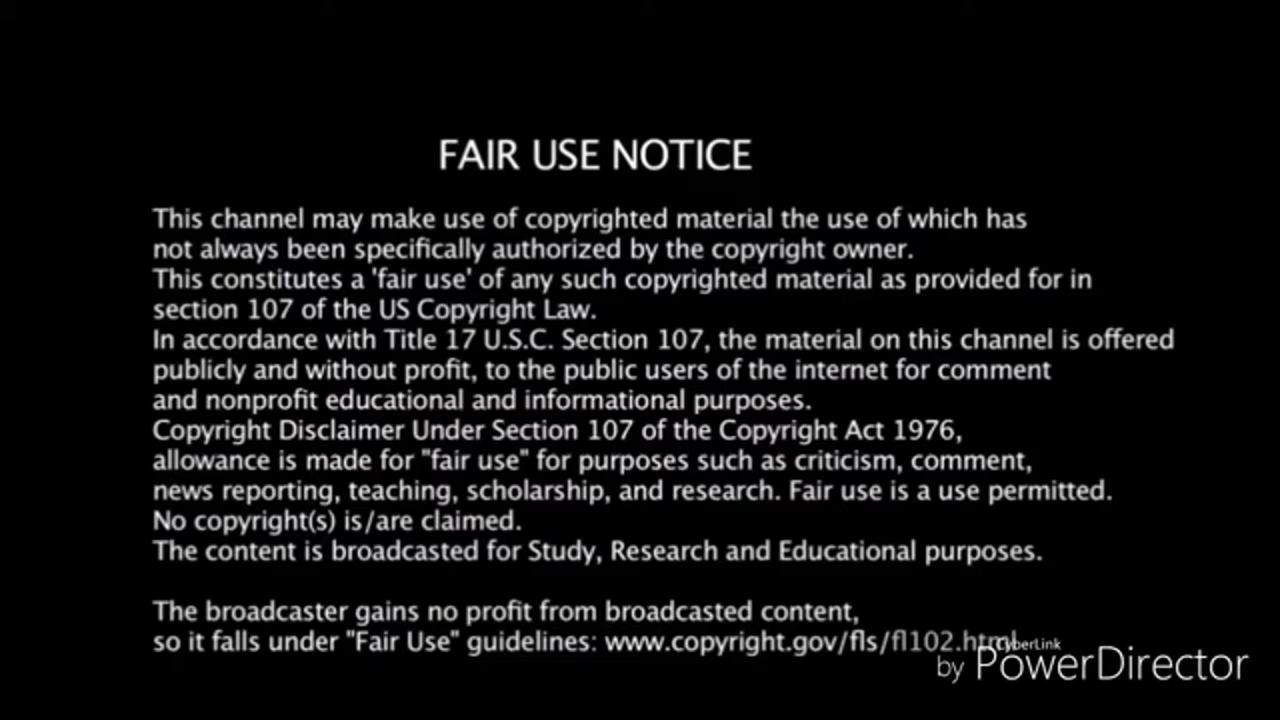 FAIR USE NOTICE
This channel may make use of copyrighted material the use of which has
not always been specifically authorized by the copyright owner.
This constitutes a 'fair use' of any such copyrighted material as provided for in
section 107 of the US Copyright Law.
In accordance with Title 17 U.S.C. Section 107, the material on this channel is offered
publicly and without profit, to the public users of the internet for comment
and nonprofit educational and informational purposes.
Copyright Disclaimer Under Section 107 of the Copyright Act 1976,
allowance is made for "fair use" for purposes such as criticism, comment,
news reporting, teaching, scholarship, and research. Fair use is a use permitted.
No copyright(s) is/are claimed.
The content is broadcasted for Study, Research and Educational purposes.
The broadcaster gains no profit from broadcasted content,
so it falls under "Fair Use" guidelines: www.copyright.gov/fls/fl102.html
CyberLink
by PowerDirector